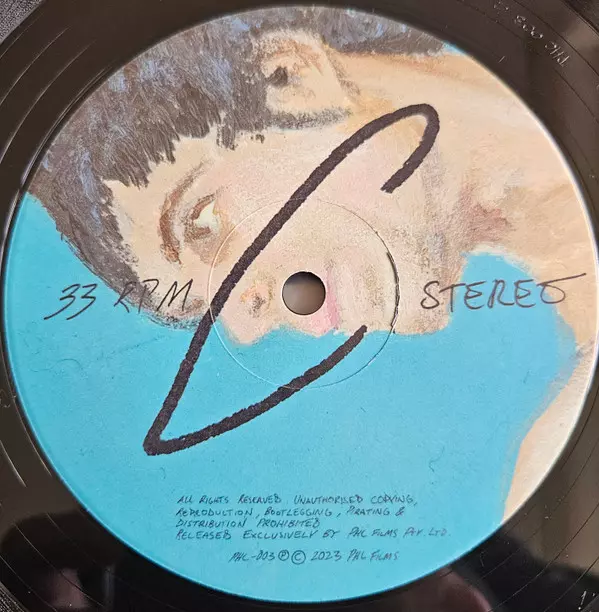 33 RPM
C
STEREO
ALL RIGHTS RESERVED. UNAUTHORISED COPYING,
REPRODUCTION, BOOTLEGGING, PIRATING &
DISTRIBUTION PROHIBITED
RELEASED EXCLUSIVELY BY PHL FILMS PTY. LTD.
PHL-003 Ⓟ © 2023 PHL FILMS